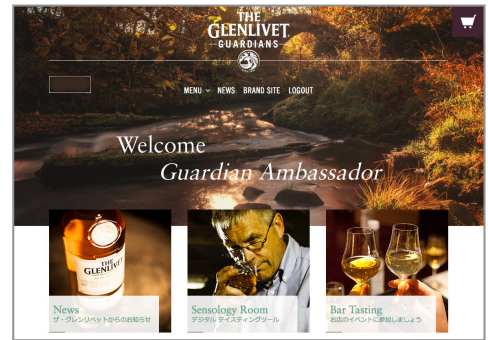 THE
GLENLIVET
GUARDIANS
MENU NEWS BRAND SITE LOGOUT
Welcome
Guardian Ambassador
THE
GLENLIVET
News
ザ・グレンリベットからのお知らせ
Sensology Room
デジタル テイスティングツール
Bar Tasting
お店のイベントに参加しましょう